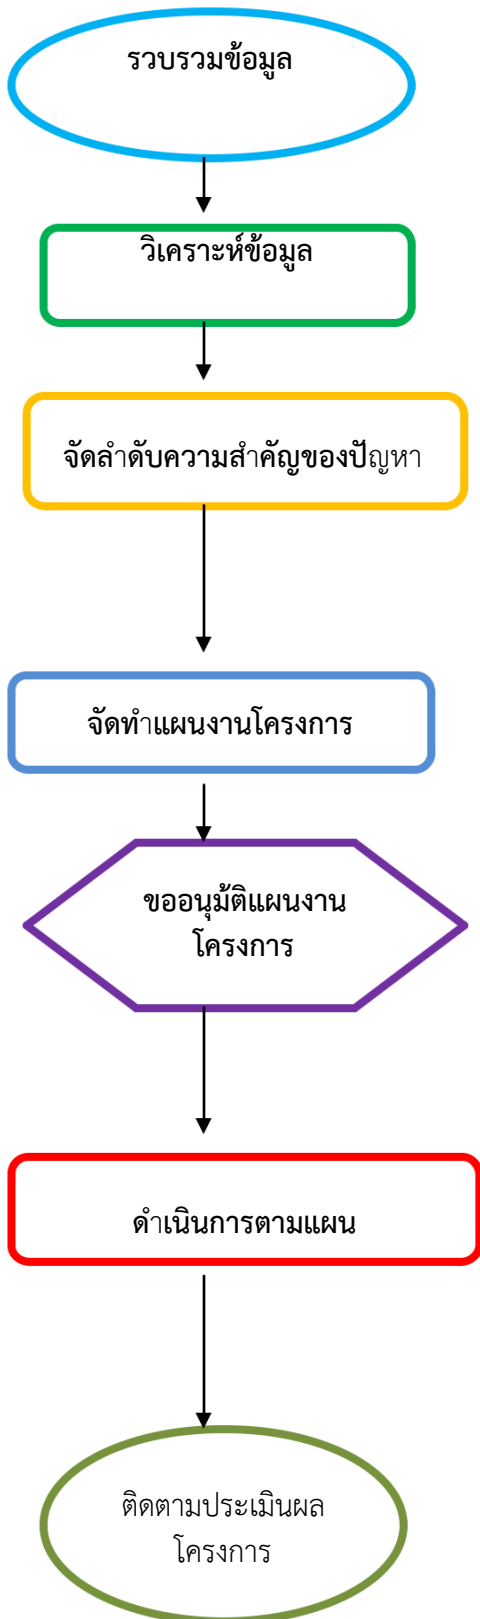 รวบรวมข้อมูล
วิเคราะห์ข้อมูล
จัดลำดับความสำคัญของปัญหา
จัดทำแผนงานโครงการ
ขออนุม้ติแผนงาน
โครงการ
ดำเนินการตามแผน
ติดตามประเมินผล
โครงการ